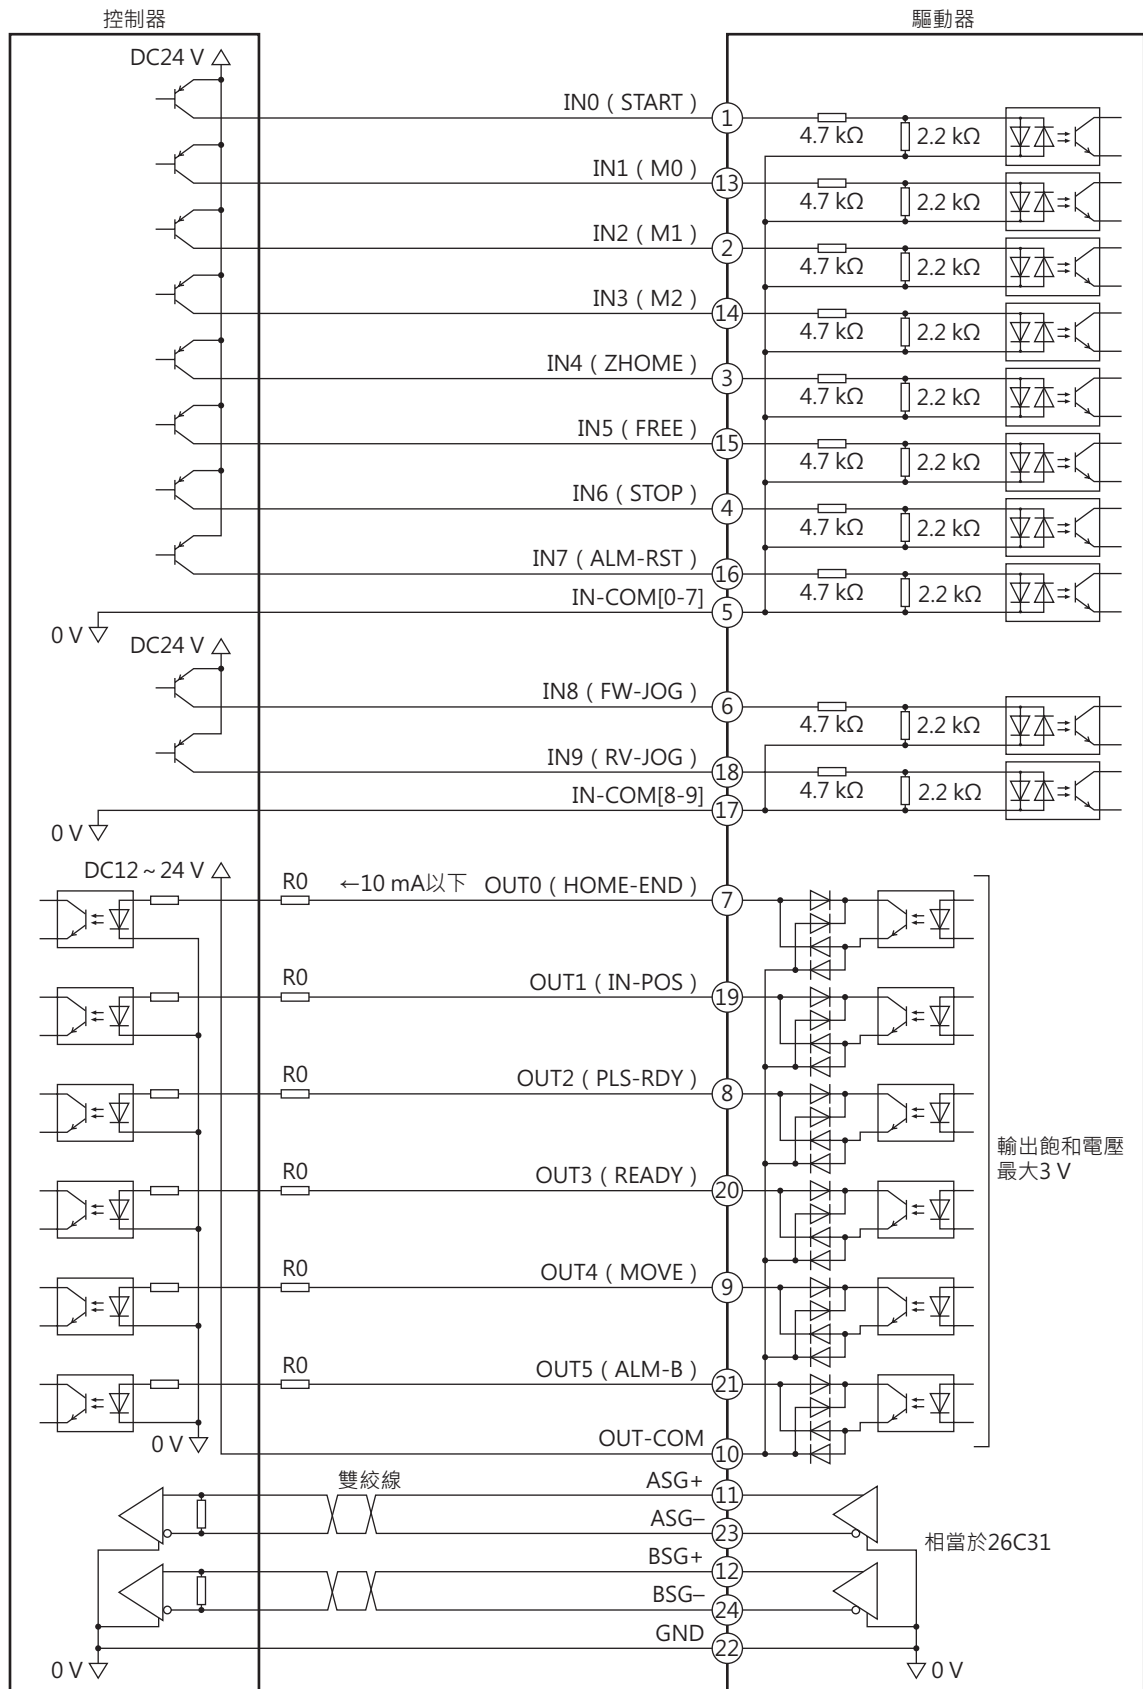 控制器
驅動器
DC24 V
IN0 ( START )
1
4.7 kΩ
2.2 kΩ
IN1 ( M0 )
13
4.7 kΩ
2.2 kΩ
IN2 ( M1 )
2
4.7 kΩ
2.2 kΩ
IN3 ( M2 )
14
4.7 kΩ
2.2 kΩ
IN4 ( ZHOME )
3
4.7 kΩ
2.2 kΩ
IN5 ( FREE )
15
4.7 kΩ
2.2 kΩ
IN6 ( STOP )
4
4.7 kΩ
2.2 kΩ
IN7 ( ALM-RST )
16
4.7 kΩ
2.2 kΩ
IN-COM[0-7]
5
0 V
DC24 V
IN8 ( FW-JOG )
6
4.7 kΩ
2.2 kΩ
IN9 ( RV-JOG )
18
4.7 kΩ
2.2 kΩ
IN-COM[8-9]
17
0 V
DC12～24 V
R0
←10 mA以下
OUT0 ( HOME-END )
7
R0
OUT1 ( IN-POS )
19
R0
OUT2 ( PLS-RDY )
8
輸出飽和電壓
最大3 V
R0
OUT3 ( READY )
20
R0
OUT4 ( MOVE )
9
R0
OUT5 ( ALM-B )
21
0 V
OUT-COM
10
雙絞線
ASG+
11
ASG−
23
相當於26C31
BSG+
12
BSG−
24
GND
22
0 V
0 V